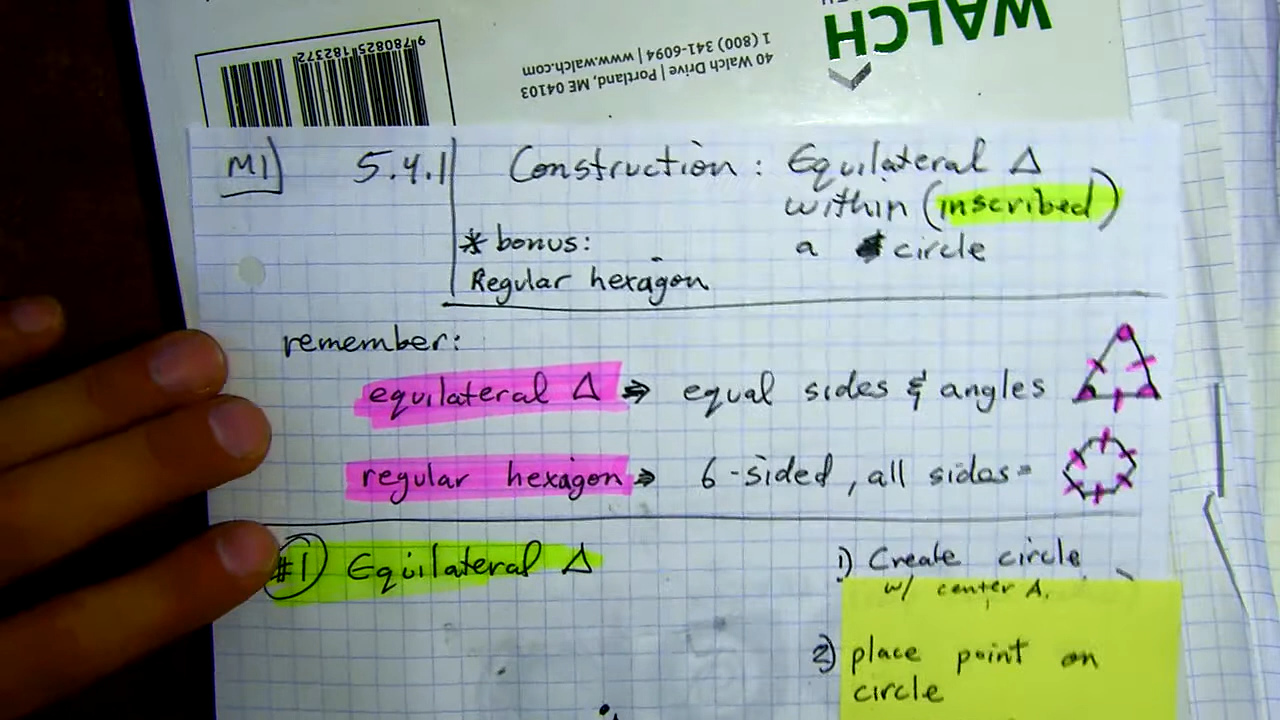 WALCH
40 Walch Drive | Portland, ME 04103
1 (800) 341-6094 | www.walch.com
9780825182372
M1) 5.4.1 Construction: Equilateral Δ
within (inscribed)
a circle
* bonus:
Regular hexagon
remember:
equilateral Δ ⇒ equal sides & angles
regular hexagon ⇒ 6-sided, all sides =
#1 Equilateral Δ
1) Create circle
w/ center A.
2) place point on
circle